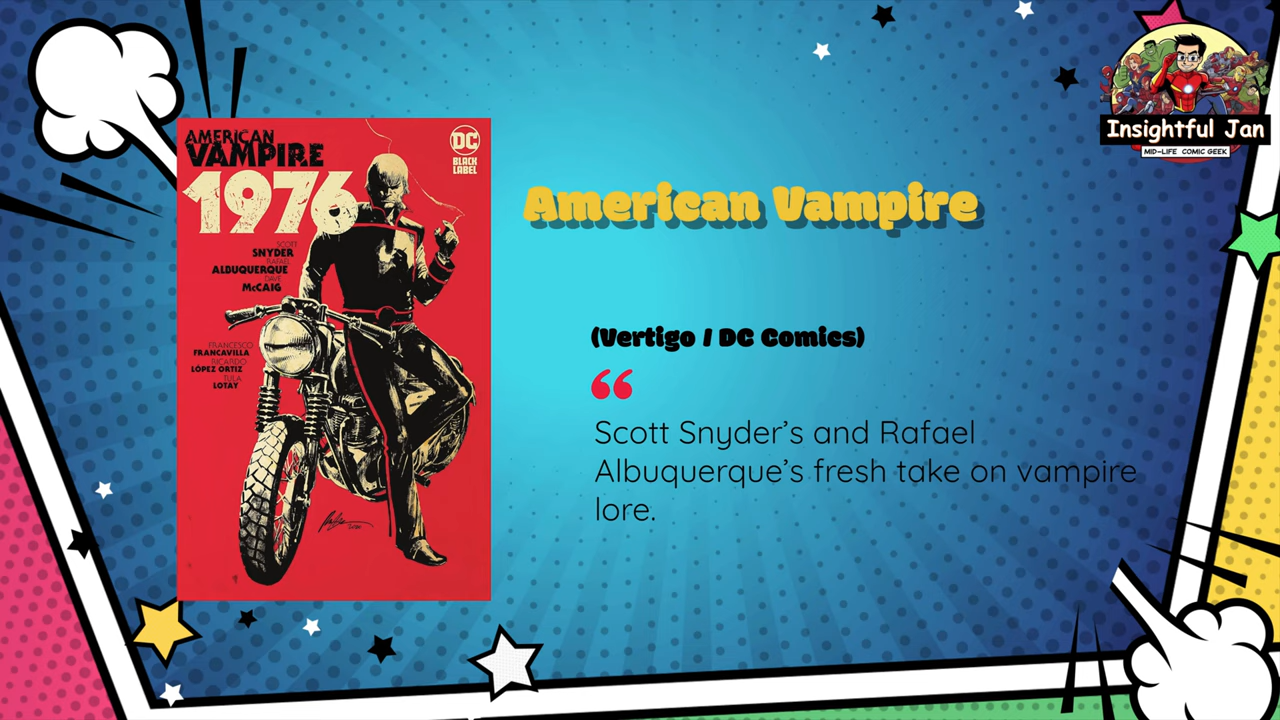 AMERICAN
VAMPIRE
1976
DC
BLACK
LABEL
SCOTT
SNYDER
RAFAEL
ALBUQUERQUE
DAVE
McCAIG
FRANCESCO
FRANCAVILLA
RICARDO
LÓPEZ ORTIZ
TULA
LOTAY
Insightful Jan
MID-LIFE COMIC GEEK
American Vampire
(Vertigo / DC Comics)
“
Scott Snyder’s and Rafael
Albuquerque’s fresh take on vampire
lore.